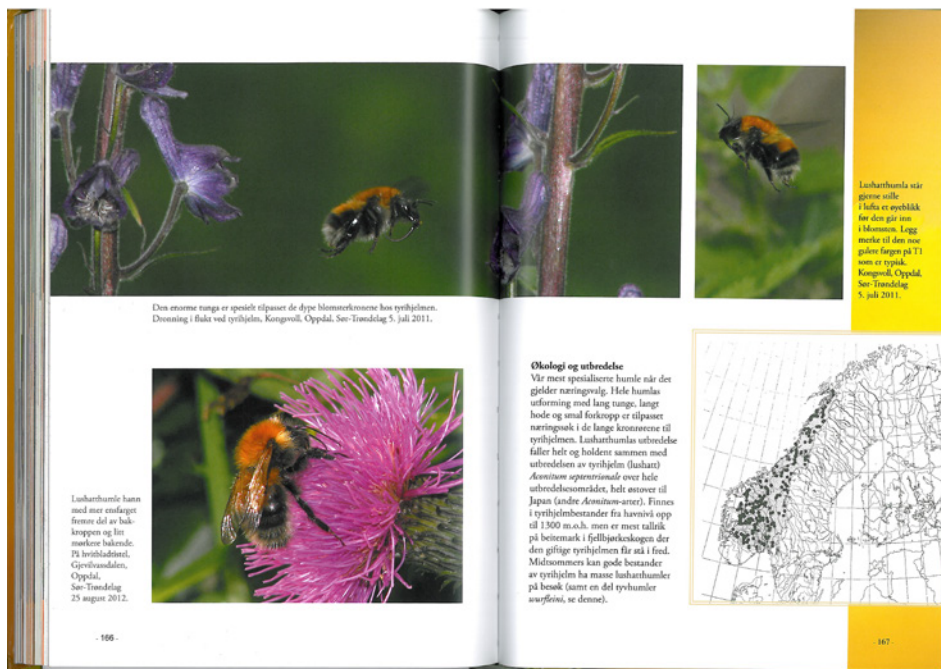 Den enorme tunga er spesielt tilpasset de dype blomsterkronene hos tyrihjelmen.
Dronning i flukt ved tyrihjelm, Kongsvoll, Oppdal, Sør-Trøndelag 5. juli 2011.
Lushatthumle hann
med mer ensfarget
fremre del av bak-
kroppen og litt
mørkere bakende.
På hvitbladtistel,
Gjevilvassdalen,
Oppdal,
Sør-Trøndelag
25 august 2012.
- 166 -
Lushatthumla står
gjerne stille
i lufta et øyeblikk
før den går inn
i blomsten. Legg
merke til den noe
gulere fargen på T1
som er typisk.
Kongsvoll, Oppdal,
Sør-Trøndelag
5. juli 2011.
Økologi og utbredelse
Vår mest spesialiserte humle når det
gjelder næringsvalg. Hele humlas
utforming med lang tunge, langt
hode og smal forkropp er tilpasset
næringssøk i de lange kronrørene til
tyrihjelmen. Lushatthumlas utbredelse
faller helt og holdent sammen med
utbredelsen av tyrihjelm (lushatt)
Aconitum septentrionale over hele
utbredelsesområdet, helt østover til
Japan (andre Aconitum-arter). Finnes
i tyrihjelmbestander fra havnivå opp
til 1300 m.o.h. men er mest tallrik
på beitemark i fjellbjørkeskogen der
den giftige tyrihjelmen får stå i fred.
Midtsommers kan gode bestander
av tyrihjelm ha masse lushatthumler
på besøk (samt en del tyvhumler
wurfleini, se denne).
- 167 -